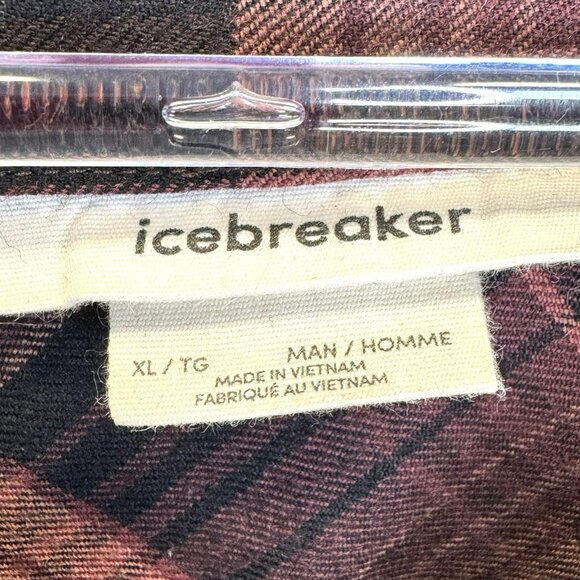 icebreaker
XL / TG MAN / HOMME
MADE IN VIETNAM
FABRIQUÉ AU VIETNAM